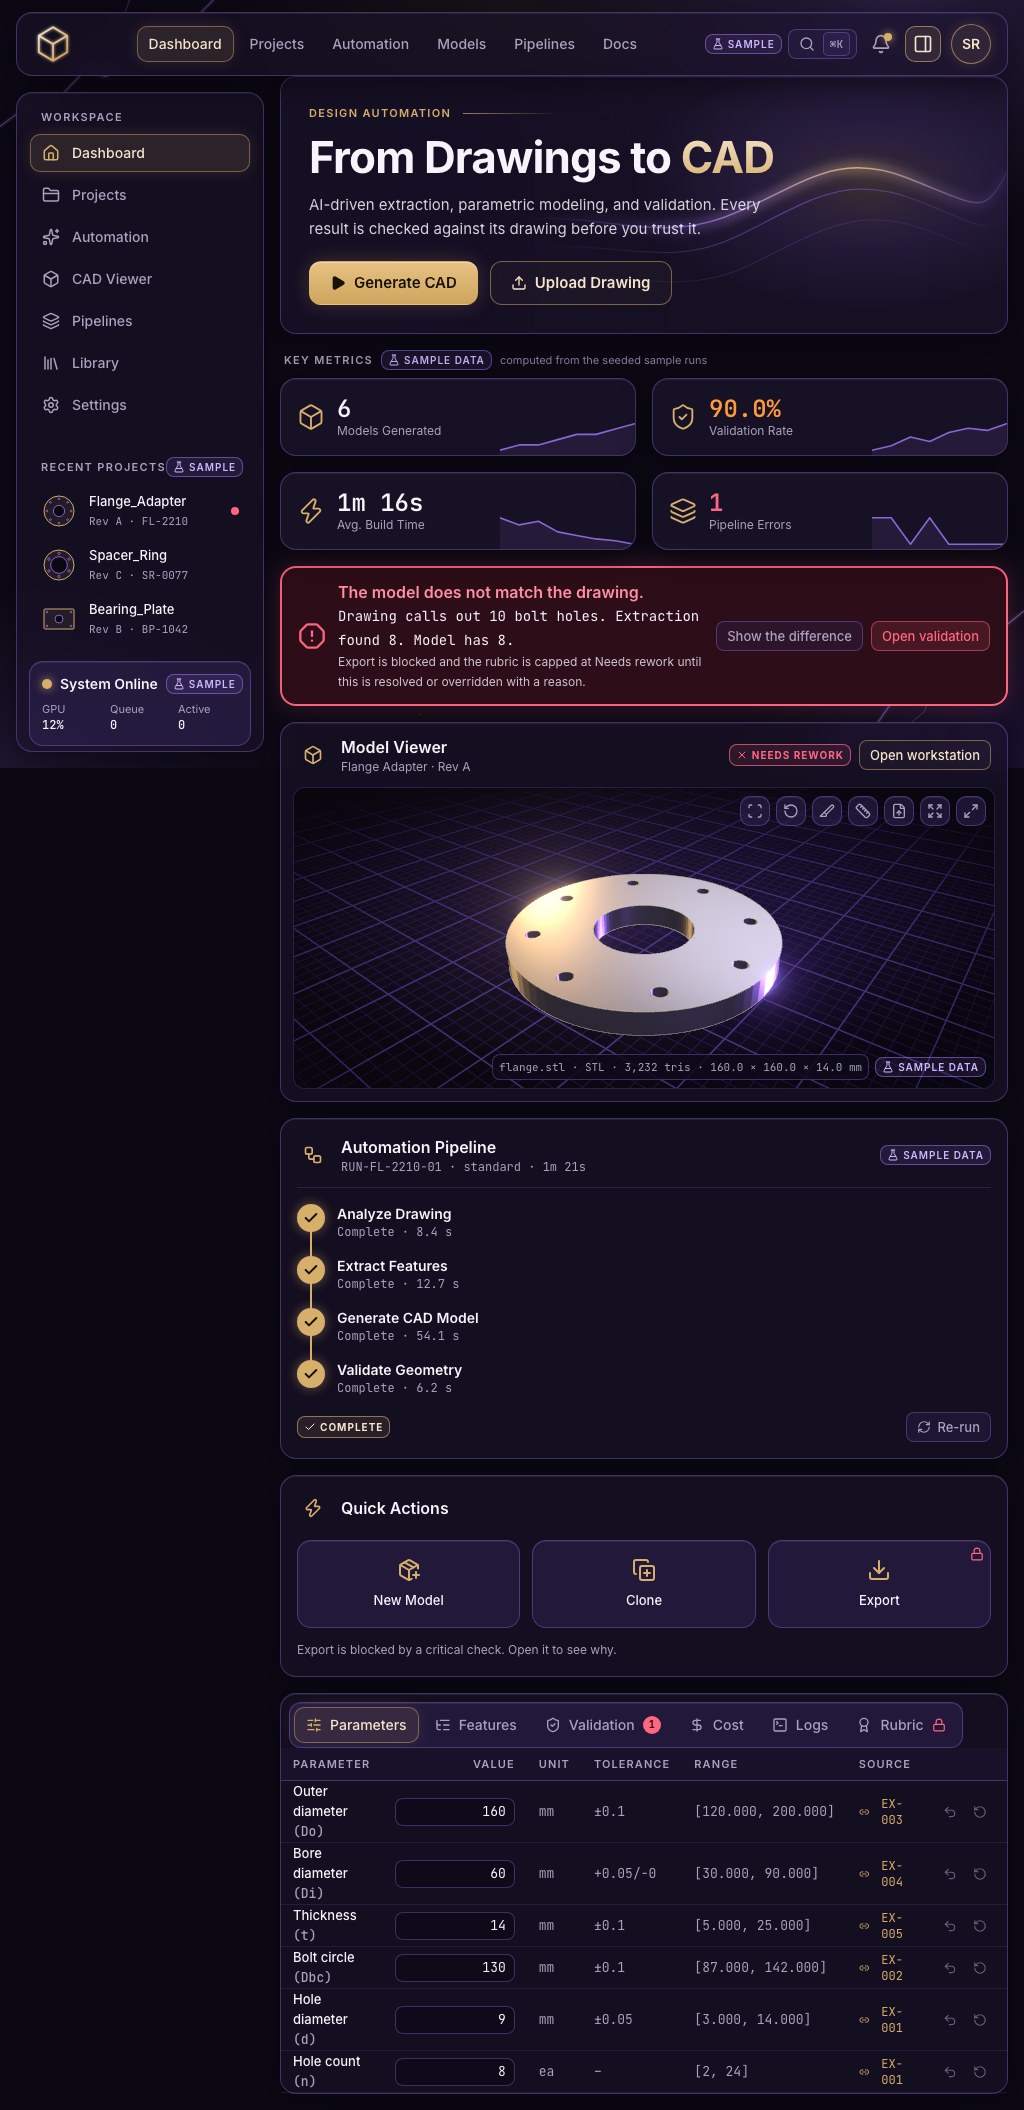 Dashboard
Projects
Automation
Models
Pipelines
Docs
SAMPLE
⌘K
SR
WORKSPACE
Dashboard
Projects
Automation
CAD Viewer
Pipelines
Library
Settings
RECENT PROJECTS SAMPLE
Flange_Adapter
Rev A · FL-2210
Spacer_Ring
Rev C · SR-0077
Bearing_Plate
Rev B · BP-1042
System Online SAMPLE
GPU Queue Active
12% 0 0
DESIGN AUTOMATION
From Drawings to CAD
AI-driven extraction, parametric modeling, and validation. Every
result is checked against its drawing before you trust it.
Generate CAD
Upload Drawing
KEY METRICS SAMPLE DATA computed from the seeded sample runs
6
Models Generated
90.0%
Validation Rate
1m 16s
Avg. Build Time
1
Pipeline Errors
The model does not match the drawing.
Drawing calls out 10 bolt holes. Extraction
found 8. Model has 8.
Export is blocked and the rubric is capped at Needs rework until
this is resolved or overridden with a reason.
Show the difference
Open validation
Model Viewer
Flange Adapter · Rev A
NEEDS REWORK
Open workstation
flange.stl · STL · 3,232 tris · 160.0 × 160.0 × 14.0 mm
SAMPLE DATA
Automation Pipeline
RUN-FL-2210-01 · standard · 1m 21s
SAMPLE DATA
Analyze Drawing
Complete · 8.4 s
Extract Features
Complete · 12.7 s
Generate CAD Model
Complete · 54.1 s
Validate Geometry
Complete · 6.2 s
COMPLETE
Re-run
Quick Actions
New Model
Clone
Export
Export is blocked by a critical check. Open it to see why.
Parameters
Features
Validation 1
Cost
Logs
Rubric
PARAMETER VALUE UNIT TOLERANCE RANGE SOURCE
Outer
diameter
(Do)
160 mm ±0.1 [120.000, 200.000]
EX-
003
Bore
diameter
(Di)
60 mm +0.05/-0 [30.000, 90.000]
EX-
004
Thickness
(t)
14 mm ±0.1 [5.000, 25.000]
EX-
005
Bolt circle
(Dbc)
130 mm ±0.1 [87.000, 142.000]
EX-
002
Hole
diameter
(d)
9 mm ±0.05 [3.000, 14.000]
EX-
001
Hole count
(n)
8 ea – [2, 24]
EX-
001